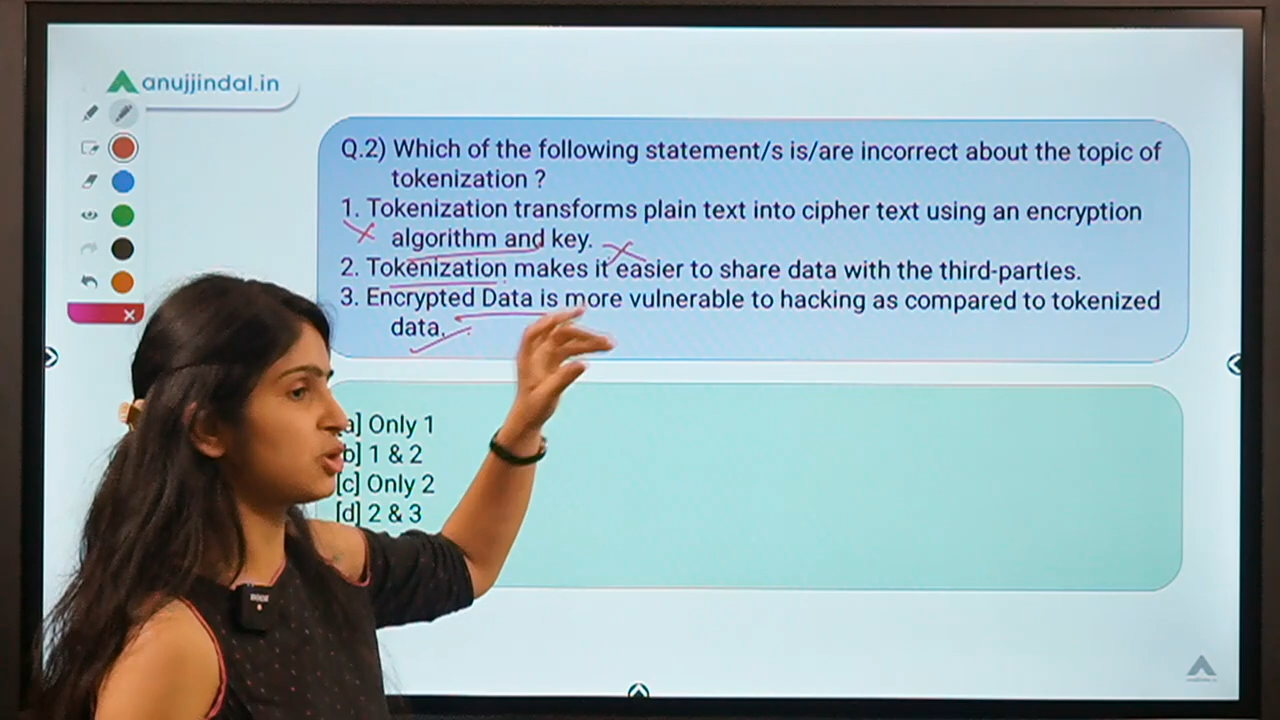 anujjindal.in
Q.2) Which of the following statement/s is/are incorrect about the topic of
tokenization ?
1. Tokenization transforms plain text into cipher text using an encryption
algorithm and key.
2. Tokenization makes it easier to share data with the third-parties.
3. Encrypted Data is more vulnerable to hacking as compared to tokenized
data.
a] Only 1
b] 1 & 2
[c] Only 2
[d] 2 & 3